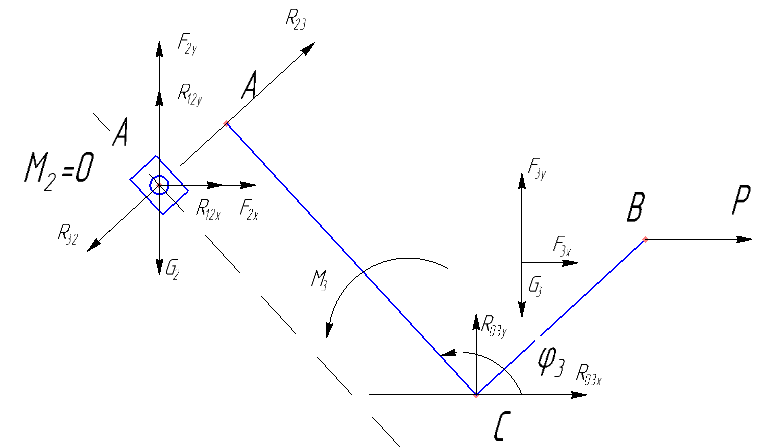 R23
F2y
A
R12y
A
M2=0
F3y
B
P
R12x
F2x
R32
F3x
G2
M3
G3
R03y
φ3
R03x
C